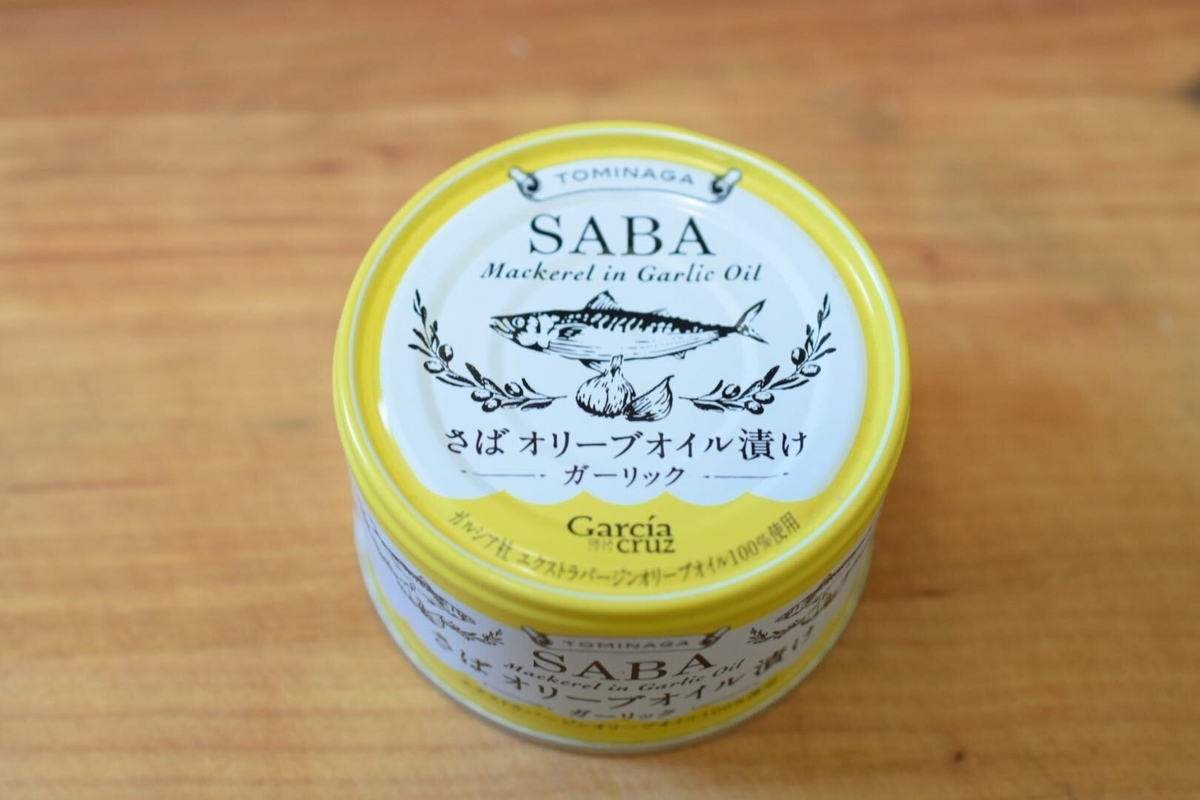 TOMINAGA
SABA
Mackerel in Garlic Oil
さば オリーブオイル漬け
ガーリック
García
cruz
ガルシア社 エクストラバージンオリーブオイル100%使用
TOMINAGA
SABA
Mackerel in Garlic Oil
さば オリーブオイル漬け
ガーリック